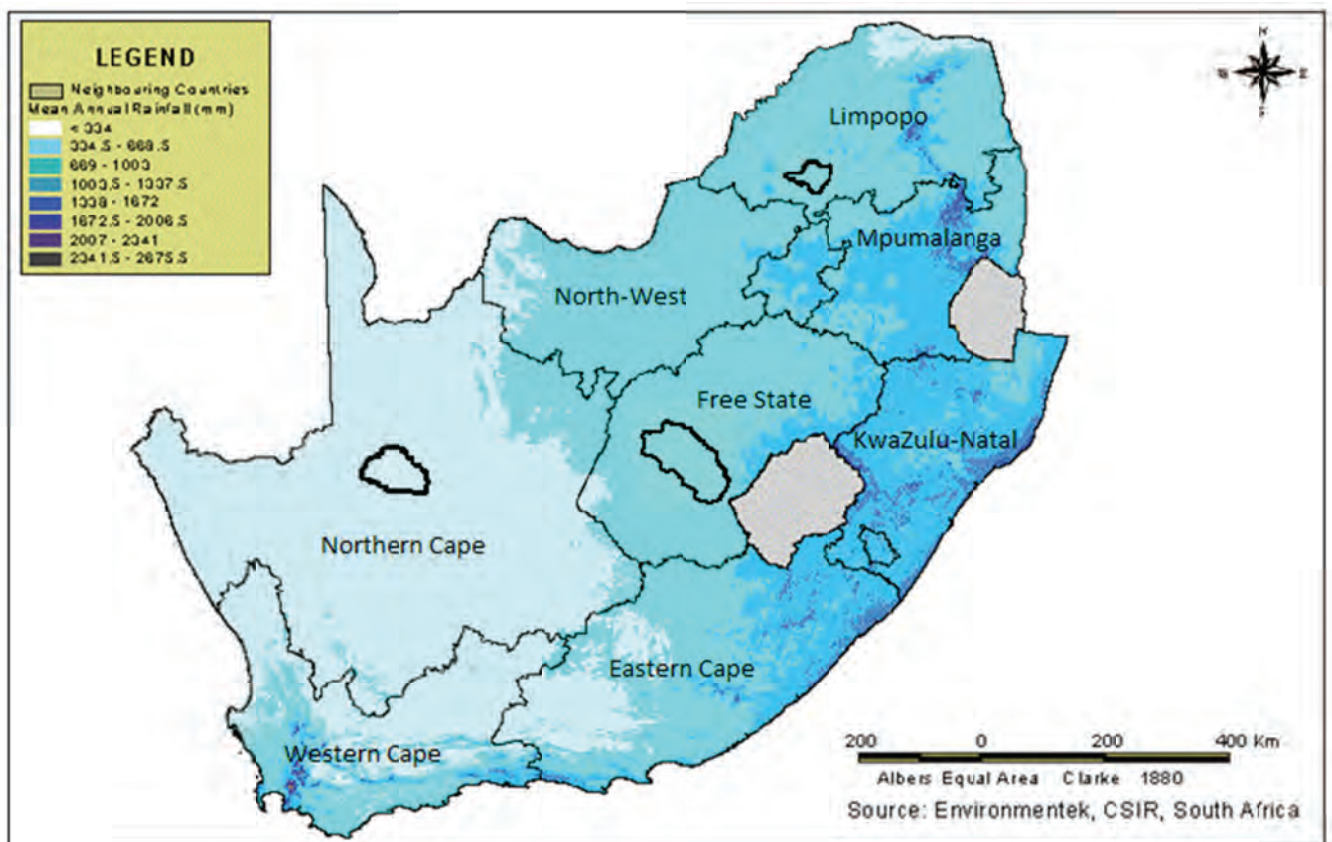 LEGEND
Neighbouring Countries
Mean Annual Rainfall (mm)
< 334
334.5 - 668.5
669 - 1003
1003.5 - 1337.5
1338 - 1672
1672.5 - 2006.5
2007 - 2341
2341.5 - 2675.5
N
W E
S
Limpopo
Mpumalanga
North-West
Free State
KwaZulu-Natal
Northern Cape
Eastern Cape
Western Cape
200 0 200 400 Km
Albers Equal Area Clarke 1880
Source: Environmentek, CSIR, South Africa